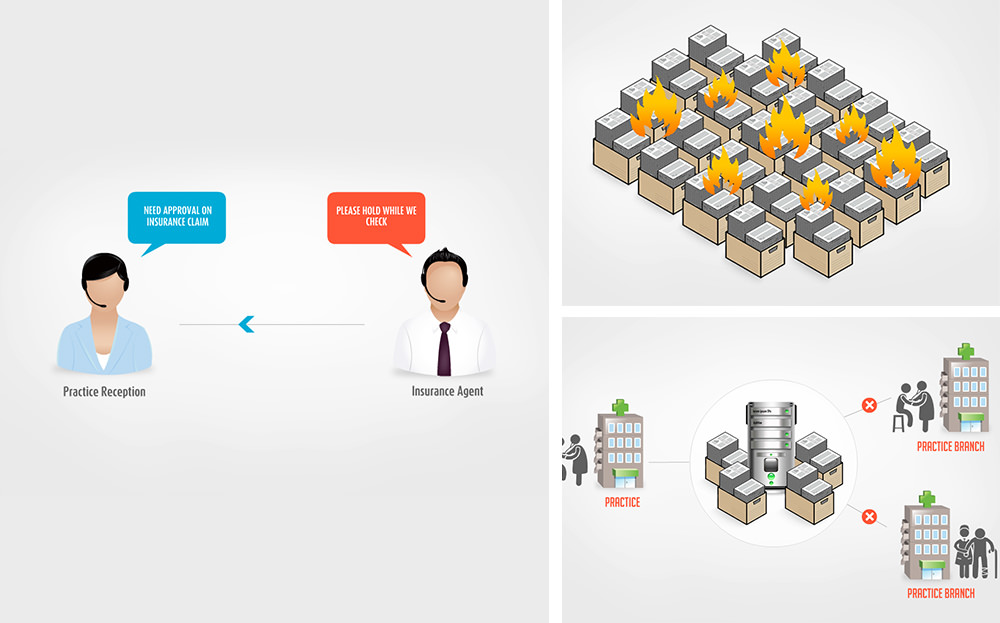 NEED APPROVAL ON
INSURANCE CLAIM
PLEASE HOLD WHILE WE
CHECK
Practice Reception
Insurance Agent
PRACTICE
PRACTICE BRANCH
PRACTICE BRANCH